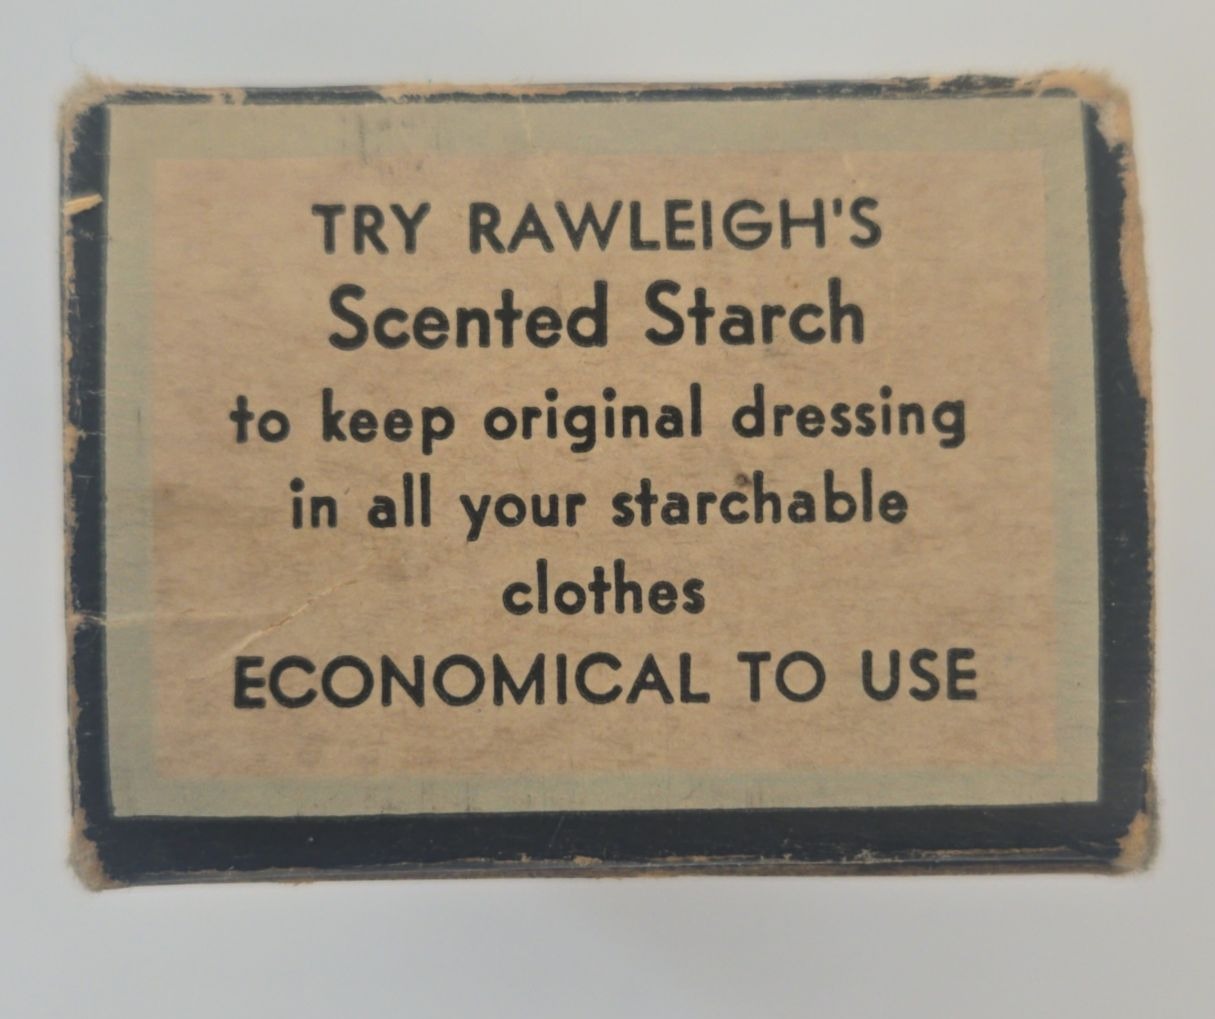 TRY RAWLEIGH'S
Scented Starch
to keep original dressing
in all your starchable
clothes
ECONOMICAL TO USE